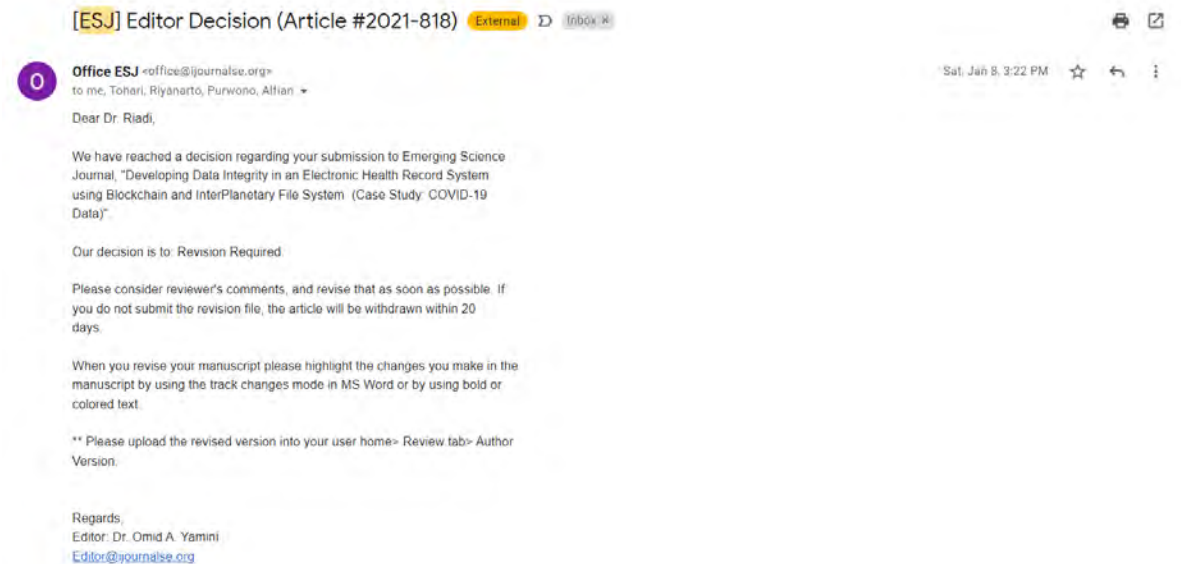 [ESJ] Editor Decision (Article #2021-818) External Inbox ×
O
Office ESJ <office@ijournalse.org>
Sat, Jan 8, 3:22 PM
to me, Tohari, Riyanarto, Purwono, Alfian
Dear Dr. Riadi,
We have reached a decision regarding your submission to Emerging Science
Journal, "Developing Data Integrity in an Electronic Health Record System
using Blockchain and InterPlanetary File System (Case Study: COVID-19
Data)".
Our decision is to: Revision Required
Please consider reviewer's comments, and revise that as soon as possible. If
you do not submit the revision file, the article will be withdrawn within 20
days.
When you revise your manuscript please highlight the changes you make in the
manuscript by using the track changes mode in MS Word or by using bold or
colored text.
** Please upload the revised version into your user home> Review tab> Author
Version.
Regards,
Editor: Dr. Omid A. Yamini
Editor@ijournalse.org